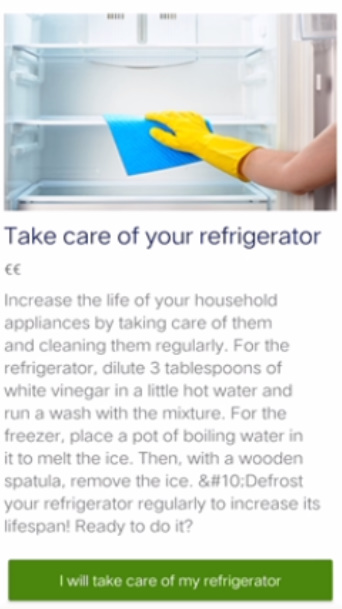 Take care of your refrigerator
€€
Increase the life of your household
appliances by taking care of them
and cleaning them regularly. For the
refrigerator, dilute 3 tablespoons of
white vinegar in a little hot water and
run a wash with the mixture. For the
freezer, place a pot of boiling water in
it to melt the ice. Then, with a wooden
spatula, remove the ice. &#10;Defrost
your refrigerator regularly to increase its
lifespan! Ready to do it?
I will take care of my refrigerator